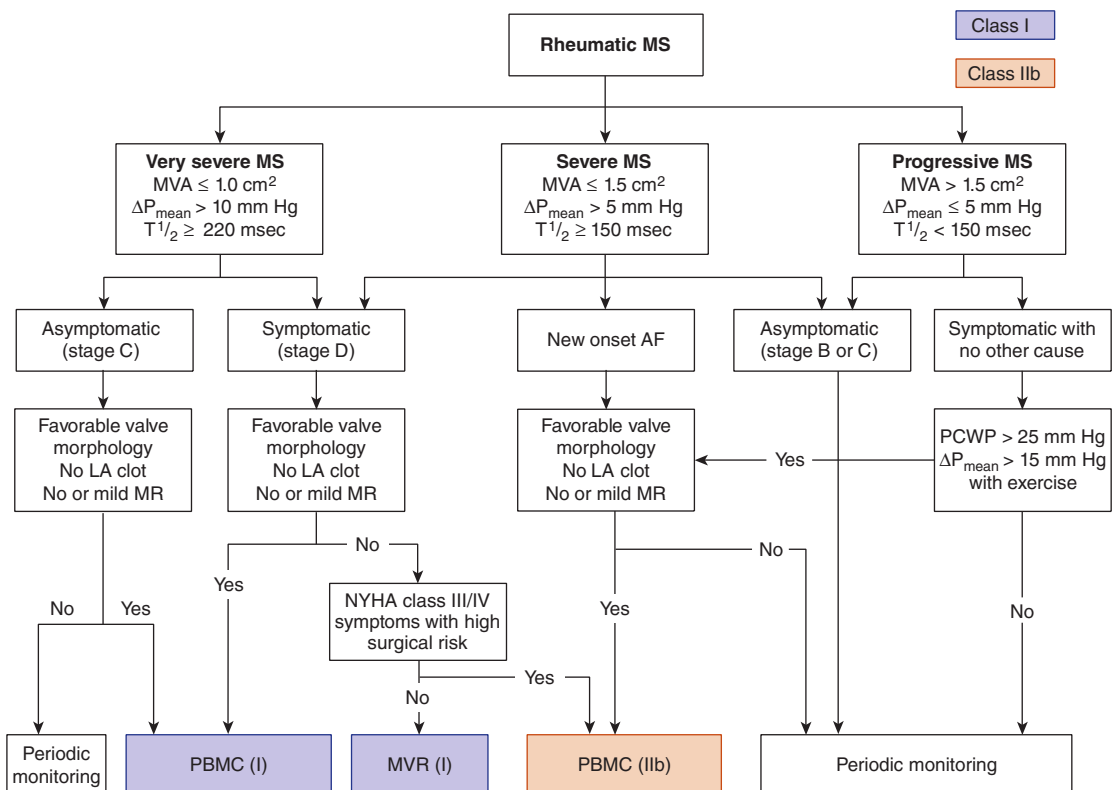 Class I
Class IIb
Rheumatic MS
Very severe MS
MVA ≤ 1.0 cm²
ΔP_mean > 10 mm Hg
T¹/₂ ≥ 220 msec
Severe MS
MVA ≤ 1.5 cm²
ΔP_mean > 5 mm Hg
T¹/₂ ≥ 150 msec
Progressive MS
MVA > 1.5 cm²
ΔP_mean ≤ 5 mm Hg
T¹/₂ < 150 msec
Asymptomatic
(stage C)
Symptomatic
(stage D)
New onset AF
Asymptomatic
(stage B or C)
Symptomatic with
no other cause
Favorable valve
morphology
No LA clot
No or mild MR
Favorable valve
morphology
No LA clot
No or mild MR
Favorable valve
morphology
No LA clot
No or mild MR
Yes
PCWP > 25 mm Hg
ΔP_mean > 15 mm Hg
with exercise
No
Yes
Yes
No
NYHA class III/IV
symptoms with high
surgical risk
Yes
No
No
No
Yes
Periodic
monitoring
PBMC (I)
MVR (I)
PBMC (IIb)
Periodic monitoring